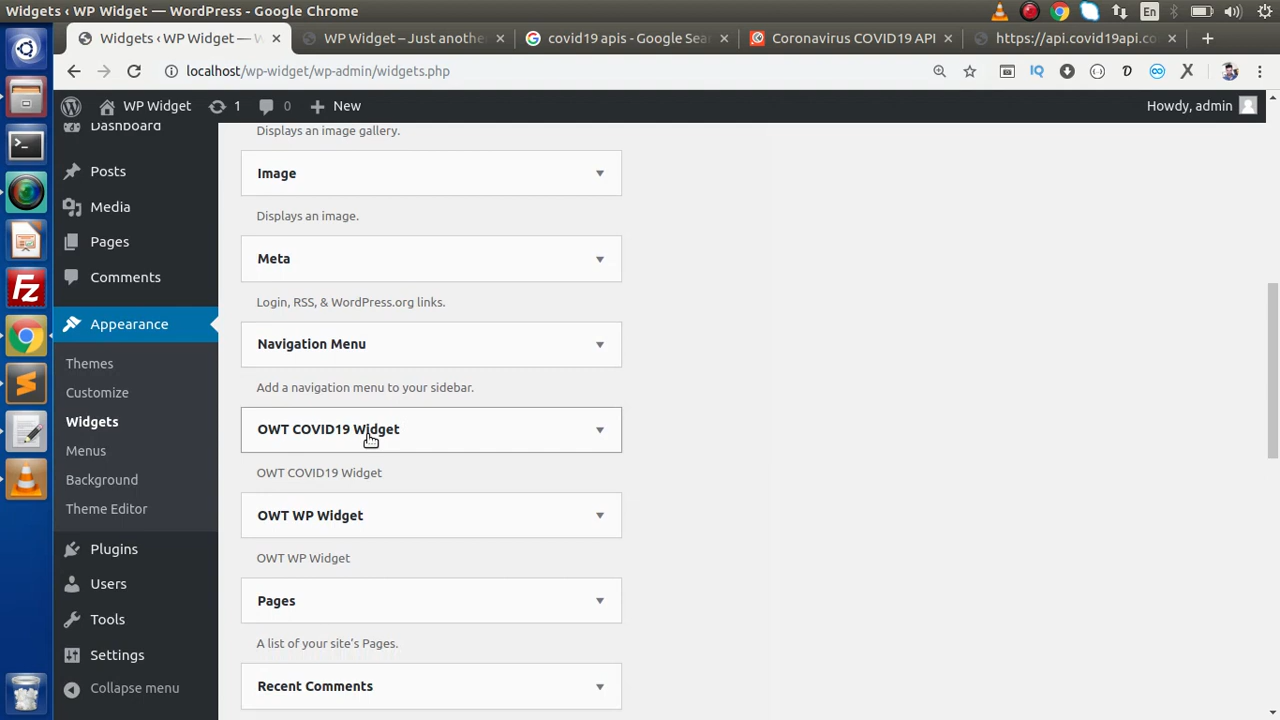 Widgets ‹ WP Widget — WordPress - Google Chrome
En
Widgets ‹ WP Widget — W
WP Widget – Just anothe
covid19 apis - Google Sea
Coronavirus COVID19 API
https://api.covid19api.co
localhost/wp-widget/wp-admin/widgets.php
IQ
WP Widget
1
0
New
Howdy, admin
Dashboard
Posts
Media
Pages
Comments
Appearance
Themes
Customize
Widgets
Menus
Background
Theme Editor
Plugins
Users
Tools
Settings
Collapse menu
Displays an image gallery.
Image
Displays an image.
Meta
Login, RSS, & WordPress.org links.
Navigation Menu
Add a navigation menu to your sidebar.
OWT COVID19 Widget
OWT COVID19 Widget
OWT WP Widget
OWT WP Widget
Pages
A list of your site’s Pages.
Recent Comments